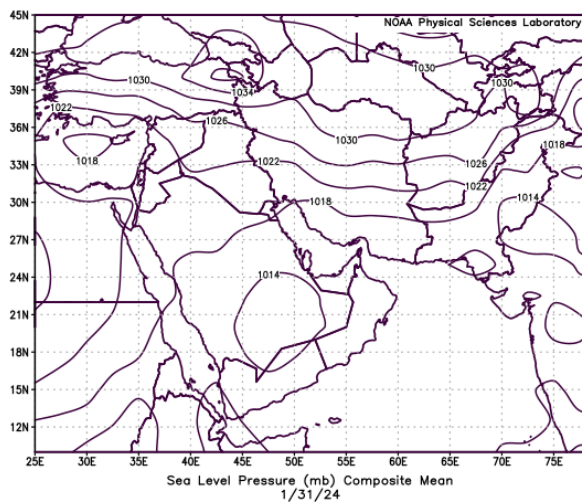 NOAA Physical Sciences Laboratory
45N
42N
39N
36N
33N
30N
27N
24N
21N
18N
15N
12N
1030
1030
1030
1034
1022
1026
1030
1018
1022
1026
1022
1018
1018
1014
1014
25E 30E 35E 40E 45E 50E 55E 60E 65E 70E 75E
Sea Level Pressure (mb) Composite Mean
1/31/24